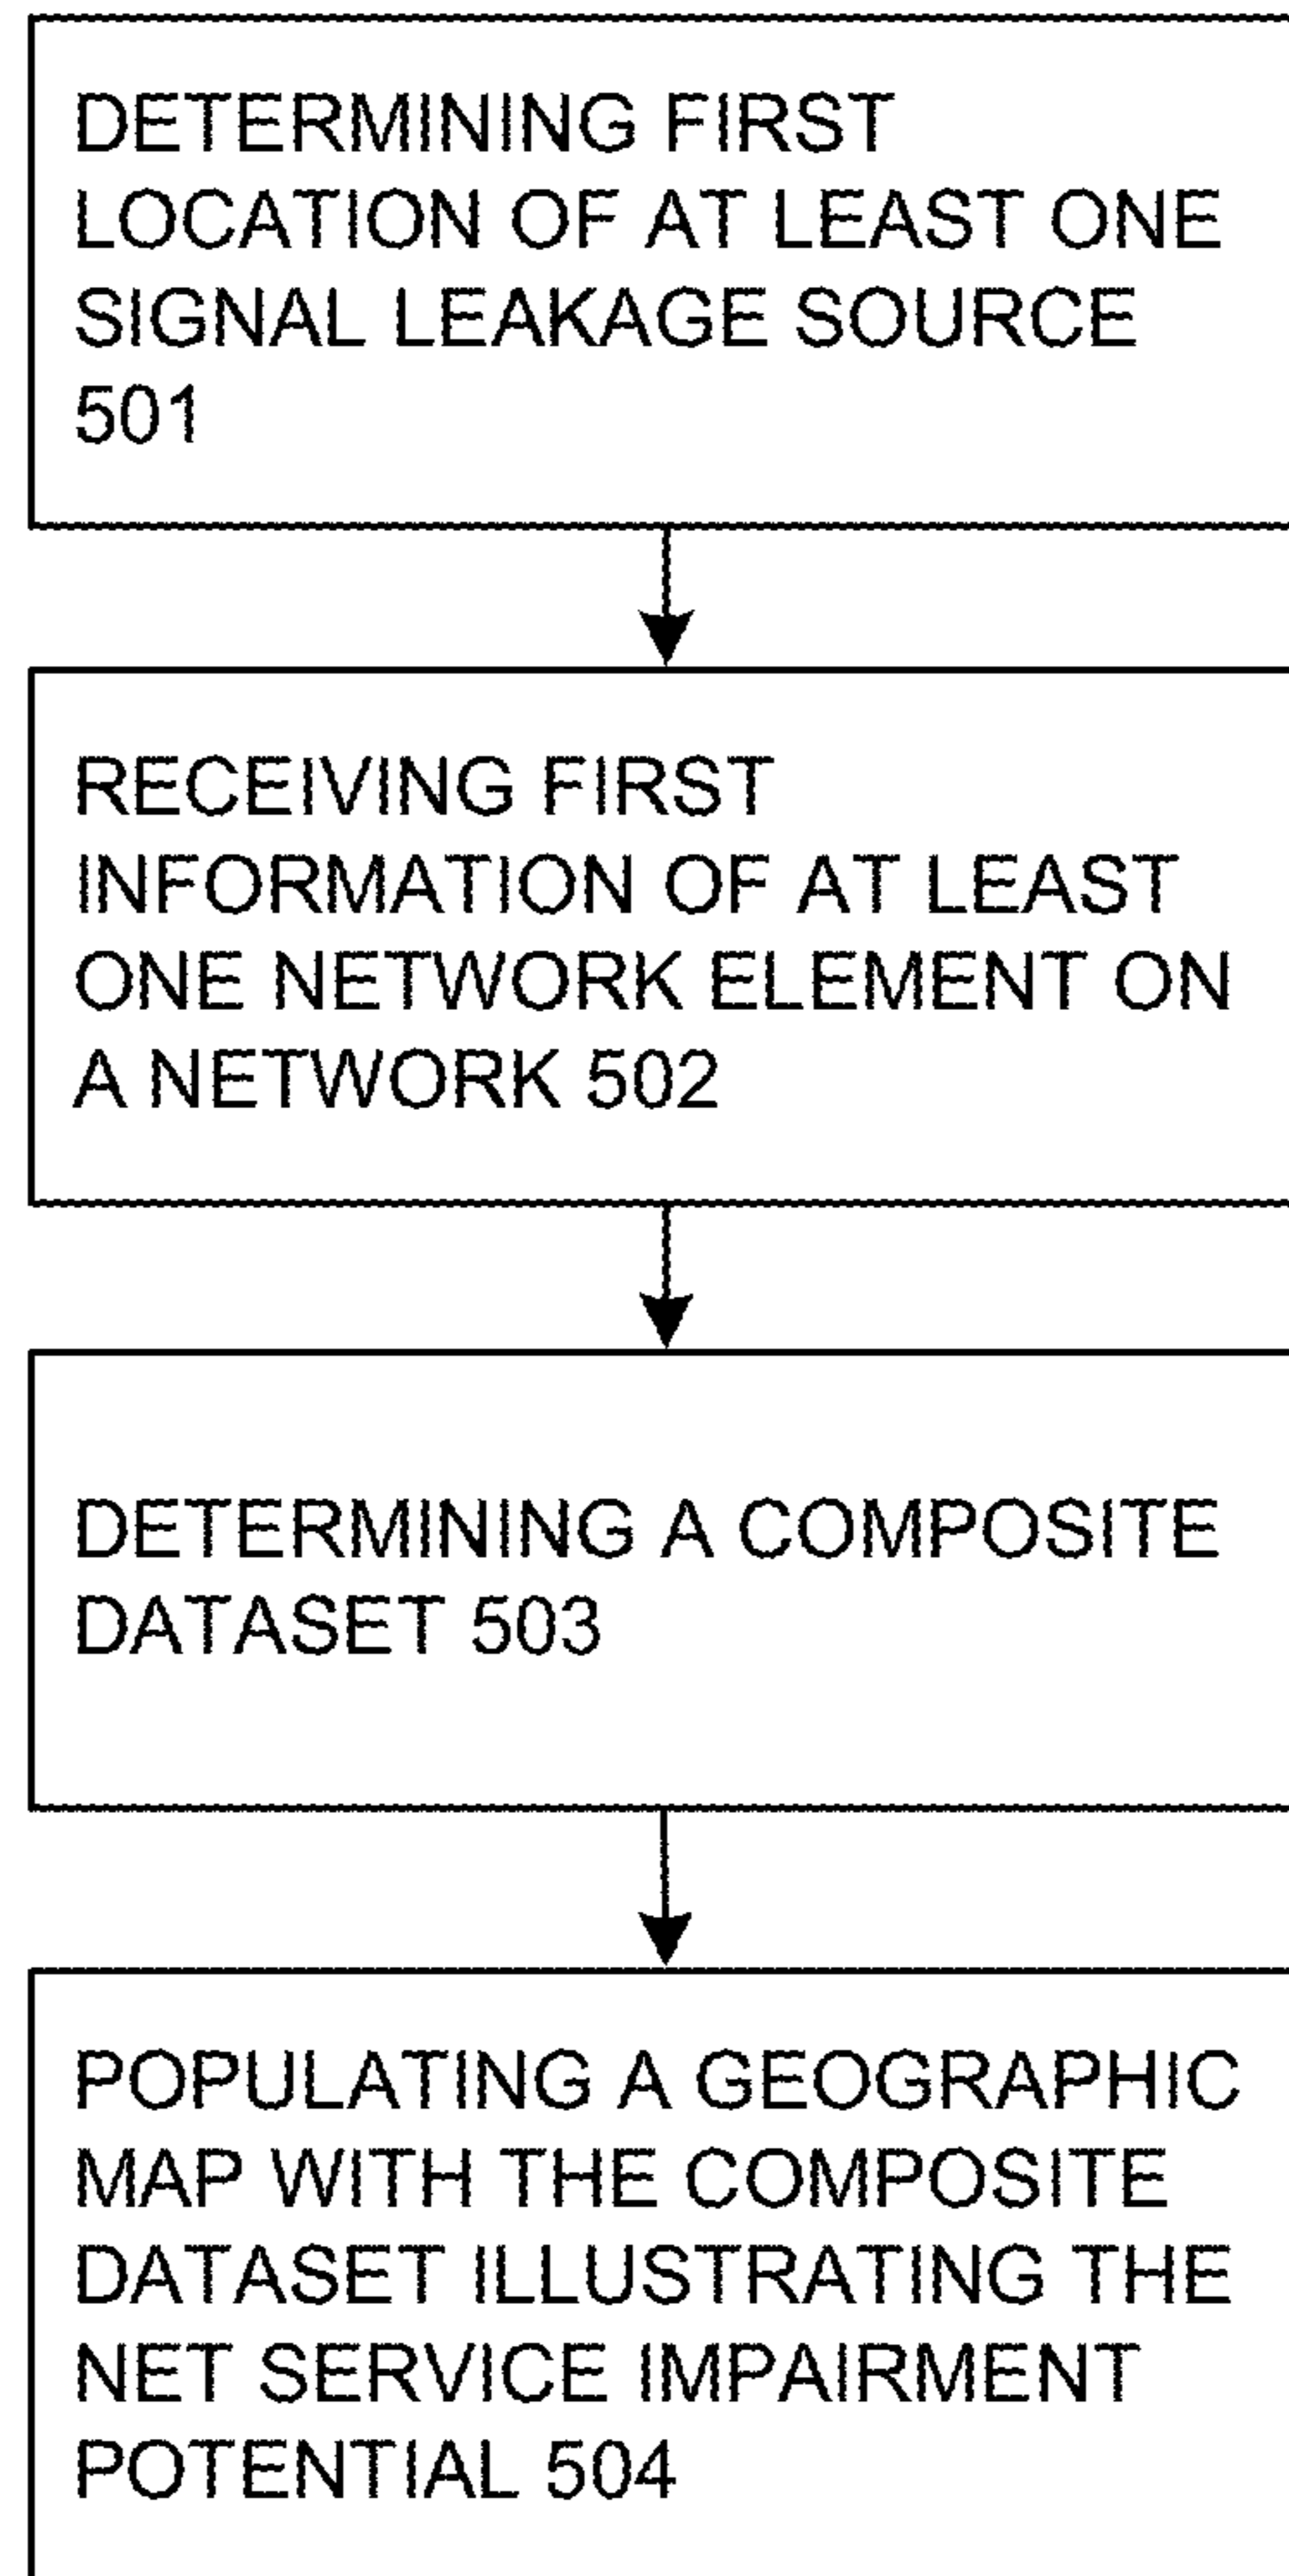 DETERMINING FIRST
LOCATION OF AT LEAST ONE
SIGNAL LEAKAGE SOURCE
501
RECEIVING FIRST
INFORMATION OF AT LEAST
ONE NETWORK ELEMENT ON
A NETWORK 502
DETERMINING A COMPOSITE
DATASET 503
POPULATING A GEOGRAPHIC
MAP WITH THE COMPOSITE
DATASET ILLUSTRATING THE
NET SERVICE IMPAIRMENT
POTENTIAL 504